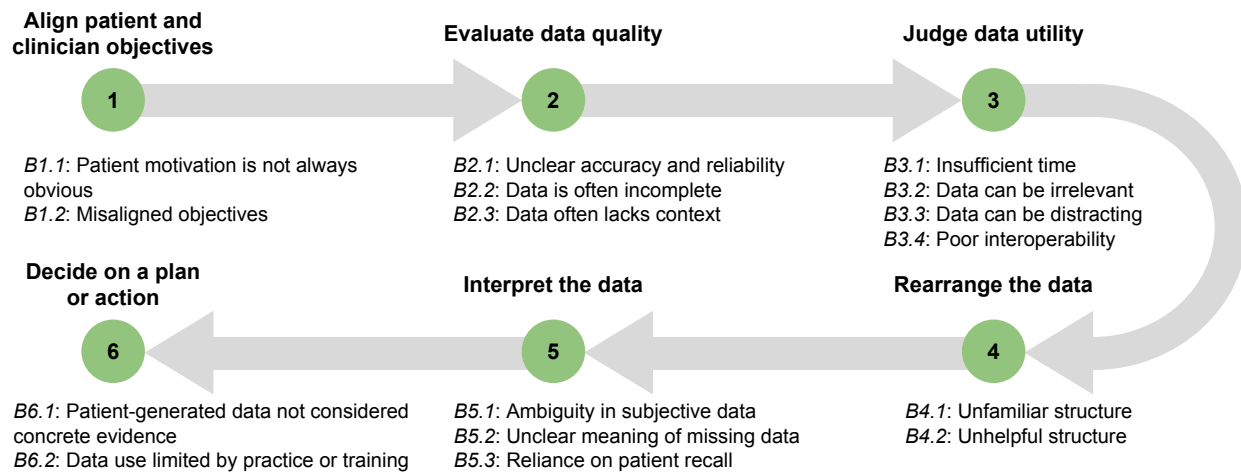 Align patient and
clinician objectives
1
B1.1: Patient motivation is not always
obvious
B1.2: Misaligned objectives
Evaluate data quality
2
B2.1: Unclear accuracy and reliability
B2.2: Data is often incomplete
B2.3: Data often lacks context
Judge data utility
3
B3.1: Insufficient time
B3.2: Data can be irrelevant
B3.3: Data can be distracting
B3.4: Poor interoperability
Rearrange the data
4
B4.1: Unfamiliar structure
B4.2: Unhelpful structure
Interpret the data
5
B5.1: Ambiguity in subjective data
B5.2: Unclear meaning of missing data
B5.3: Reliance on patient recall
Decide on a plan
or action
6
B6.1: Patient-generated data not considered
concrete evidence
B6.2: Data use limited by practice or training